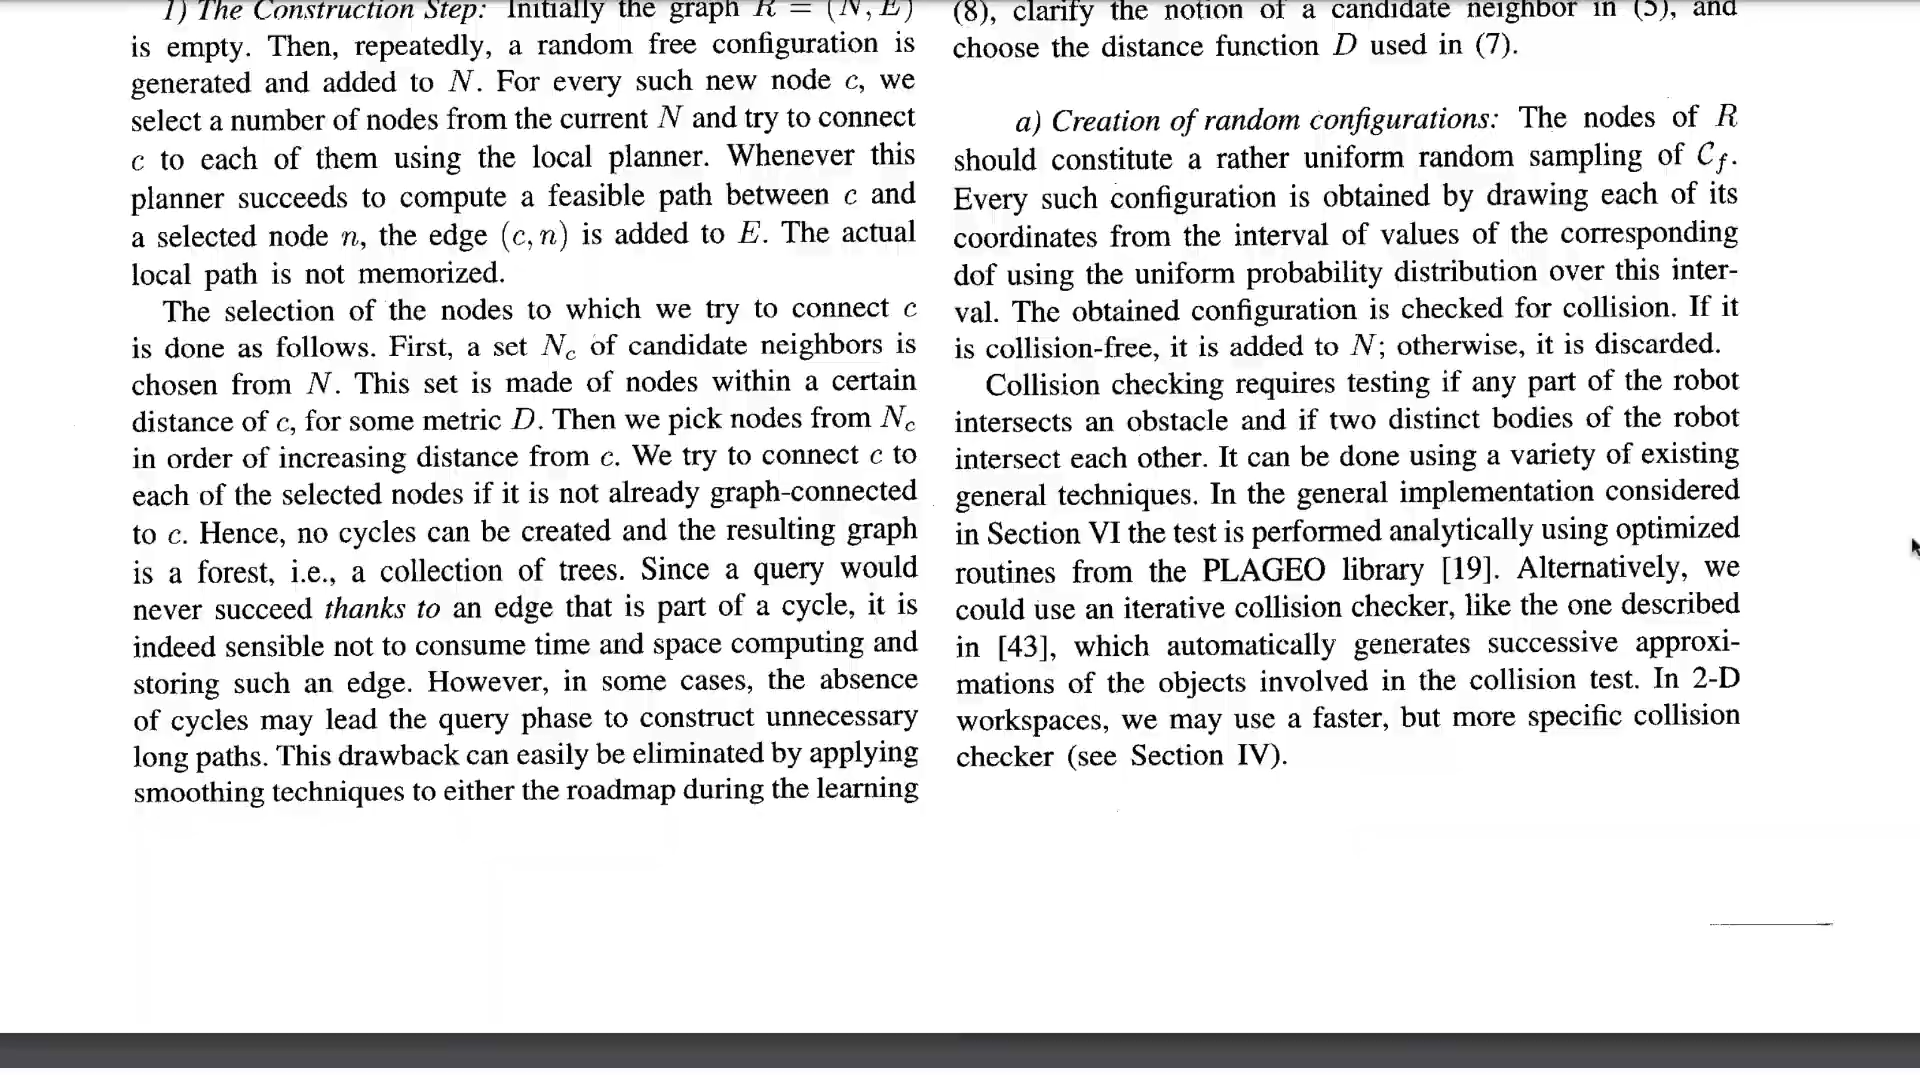 1) The Construction Step: Initially the graph R = (N, E)
is empty. Then, repeatedly, a random free configuration is
generated and added to N. For every such new node c, we
select a number of nodes from the current N and try to connect
c to each of them using the local planner. Whenever this
planner succeeds to compute a feasible path between c and
a selected node n, the edge (c, n) is added to E. The actual
local path is not memorized.
The selection of the nodes to which we try to connect c
is done as follows. First, a set N_c of candidate neighbors is
chosen from N. This set is made of nodes within a certain
distance of c, for some metric D. Then we pick nodes from N_c
in order of increasing distance from c. We try to connect c to
each of the selected nodes if it is not already graph-connected
to c. Hence, no cycles can be created and the resulting graph
is a forest, i.e., a collection of trees. Since a query would
never succeed thanks to an edge that is part of a cycle, it is
indeed sensible not to consume time and space computing and
storing such an edge. However, in some cases, the absence
of cycles may lead the query phase to construct unnecessary
long paths. This drawback can easily be eliminated by applying
smoothing techniques to either the roadmap during the learning
(8), clarify the notion of a candidate neighbor in (5), and
choose the distance function D used in (7).
a) Creation of random configurations: The nodes of R
should constitute a rather uniform random sampling of C_f.
Every such configuration is obtained by drawing each of its
coordinates from the interval of values of the corresponding
dof using the uniform probability distribution over this inter-
val. The obtained configuration is checked for collision. If it
is collision-free, it is added to N; otherwise, it is discarded.
Collision checking requires testing if any part of the robot
intersects an obstacle and if two distinct bodies of the robot
intersect each other. It can be done using a variety of existing
general techniques. In the general implementation considered
in Section VI the test is performed analytically using optimized
routines from the PLAGEO library [19]. Alternatively, we
could use an iterative collision checker, like the one described
in [43], which automatically generates successive approxi-
mations of the objects involved in the collision test. In 2-D
workspaces, we may use a faster, but more specific collision
checker (see Section IV).